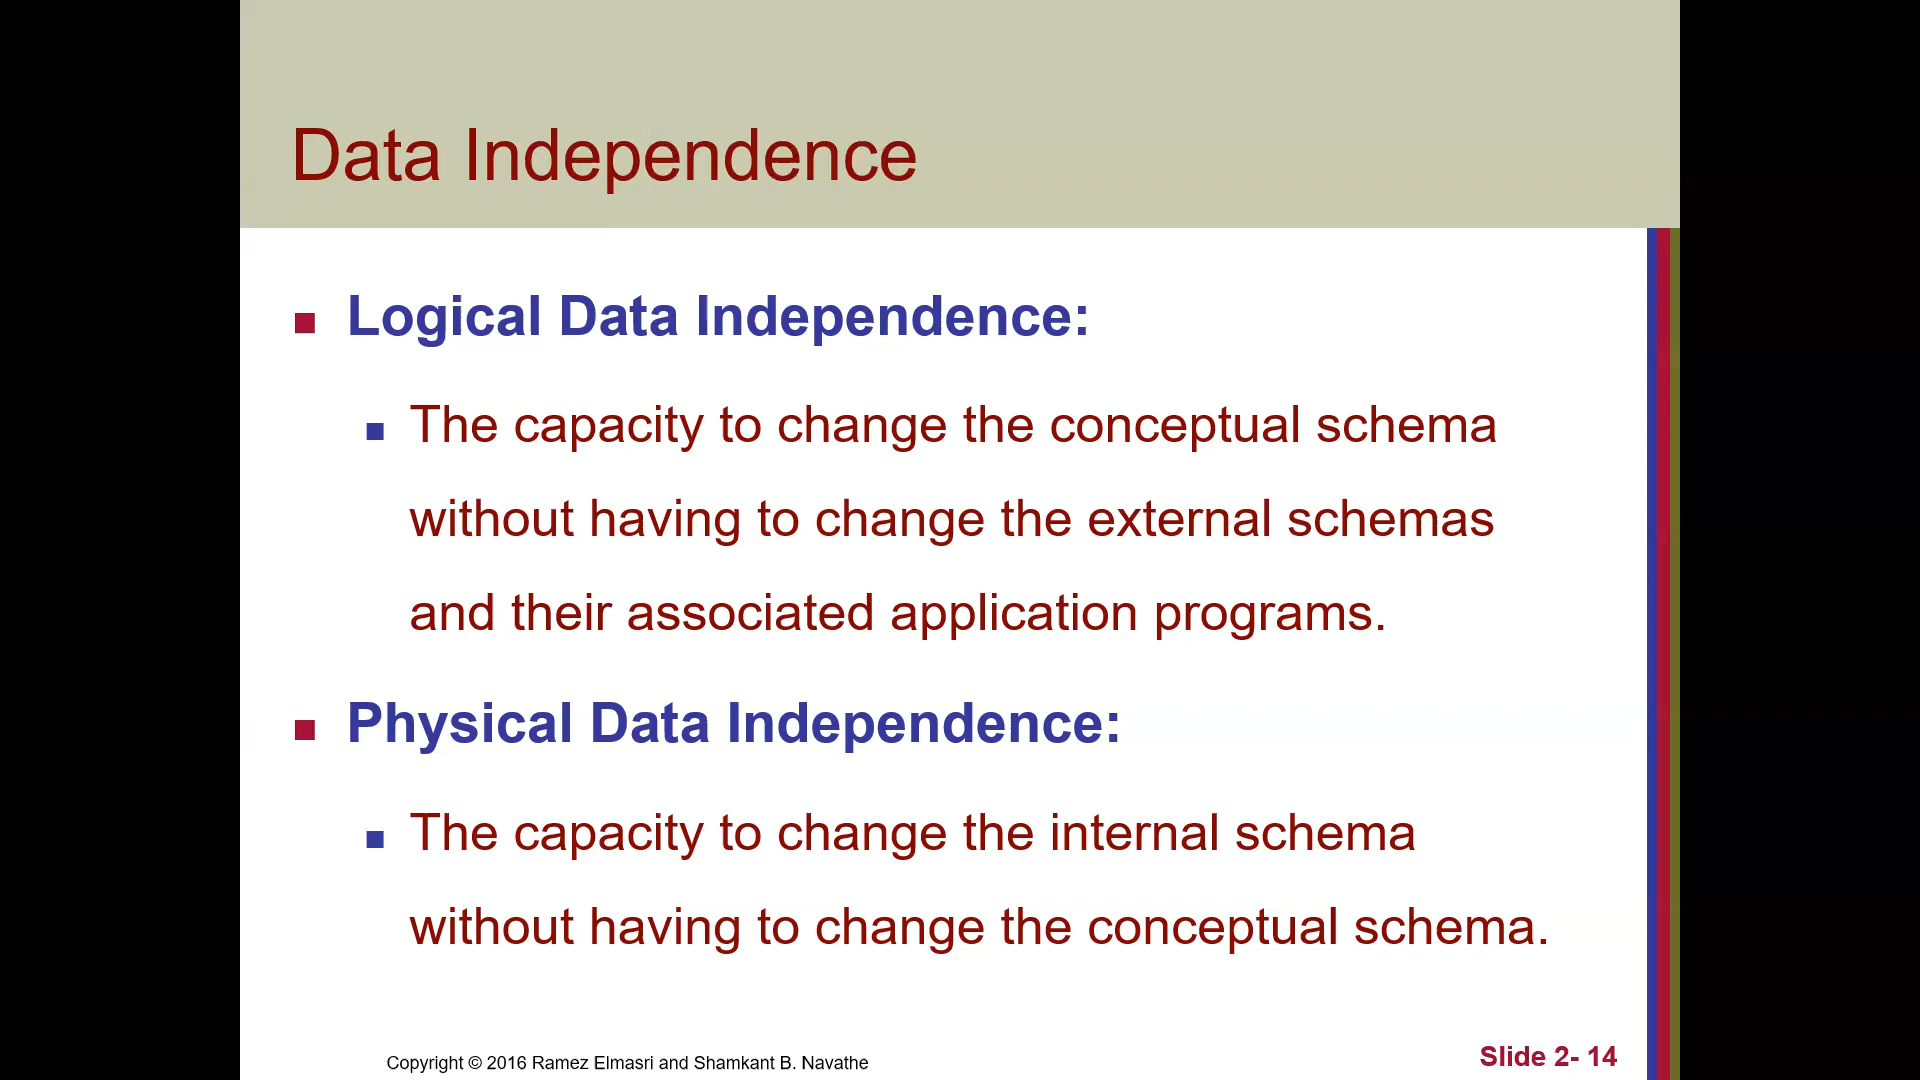 Data Independence
Logical Data Independence:
The capacity to change the conceptual schema
without having to change the external schemas
and their associated application programs.
Physical Data Independence:
The capacity to change the internal schema
without having to change the conceptual schema.
Copyright © 2016 Ramez Elmasri and Shamkant B. Navathe
Slide 2- 14